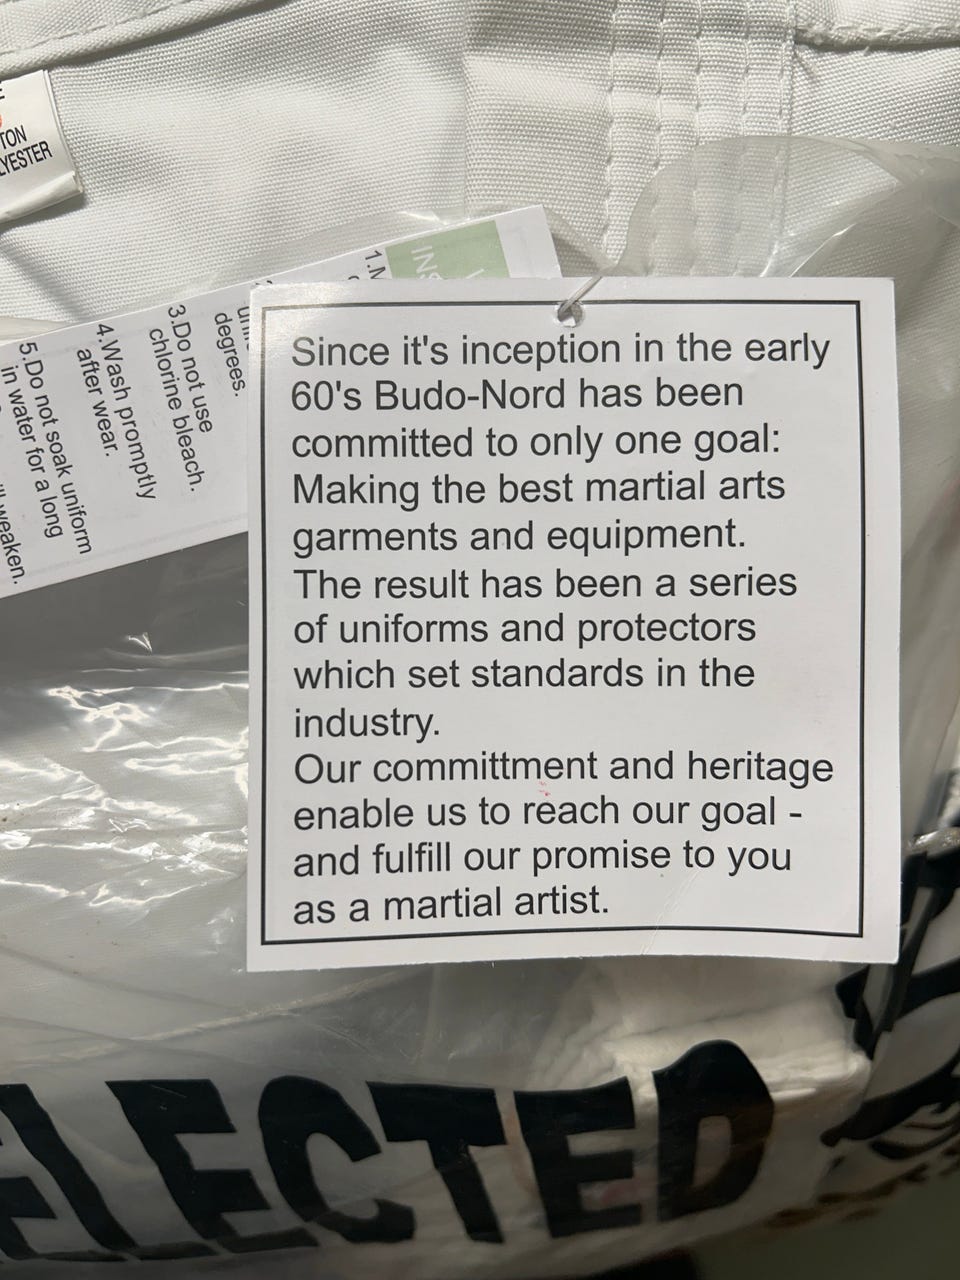 TON
LYESTER
INS
1.M
degrees.
3.Do not use
chlorine bleach.
4.Wash promptly
after wear.
5.Do not soak uniform
in water for a long
weaken.
Since it's inception in the early
60's Budo-Nord has been
committed to only one goal:
Making the best martial arts
garments and equipment.
The result has been a series
of uniforms and protectors
which set standards in the
industry.
Our committment and heritage
enable us to reach our goal -
and fulfill our promise to you
as a martial artist.
ELECTED